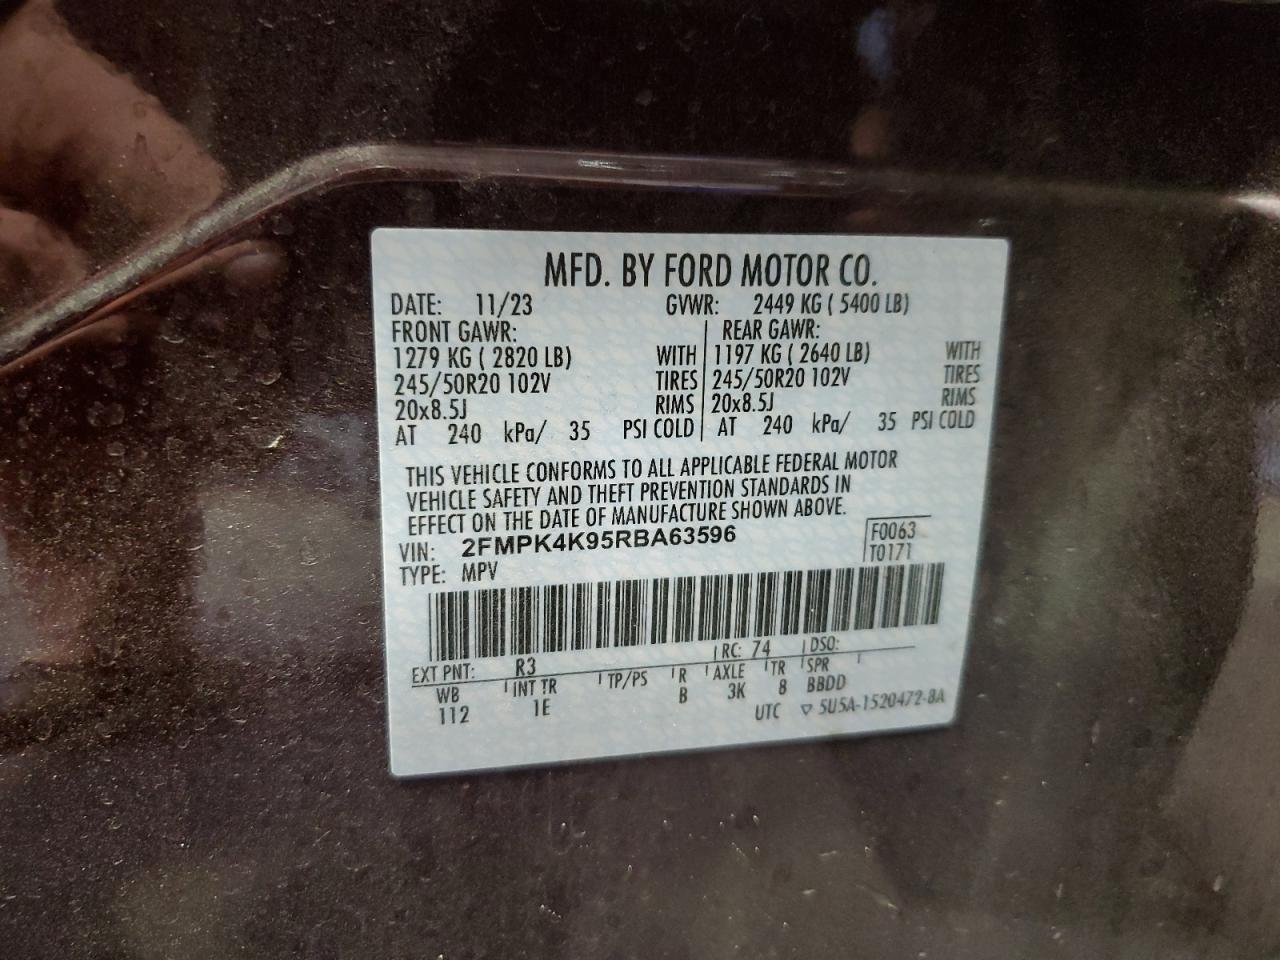 MFD. BY FORD MOTOR CO.
DATE: 11/23 GVWR: 2449 KG ( 5400 LB)
FRONT GAWR: REAR GAWR:
1279 KG ( 2820 LB) WITH 1197 KG ( 2640 LB) WITH
245/50R20 102V TIRES 245/50R20 102V TIRES
20x8.5J RIMS 20x8.5J RIMS
AT 240 kPa/ 35 PSI COLD AT 240 kPa/ 35 PSI COLD
THIS VEHICLE CONFORMS TO ALL APPLICABLE FEDERAL MOTOR
VEHICLE SAFETY AND THEFT PREVENTION STANDARDS IN
EFFECT ON THE DATE OF MANUFACTURE SHOWN ABOVE.
VIN: 2FMPK4K95RBA63596 F0063
TYPE: MPV T0171
EXT PNT: R3 RC: 74 DSO:
WB INT TR TP/PS R AXLE TR SPR
112 1E B 3K 8 BBDD
UTC ▽ 5U5A-1520472-BA